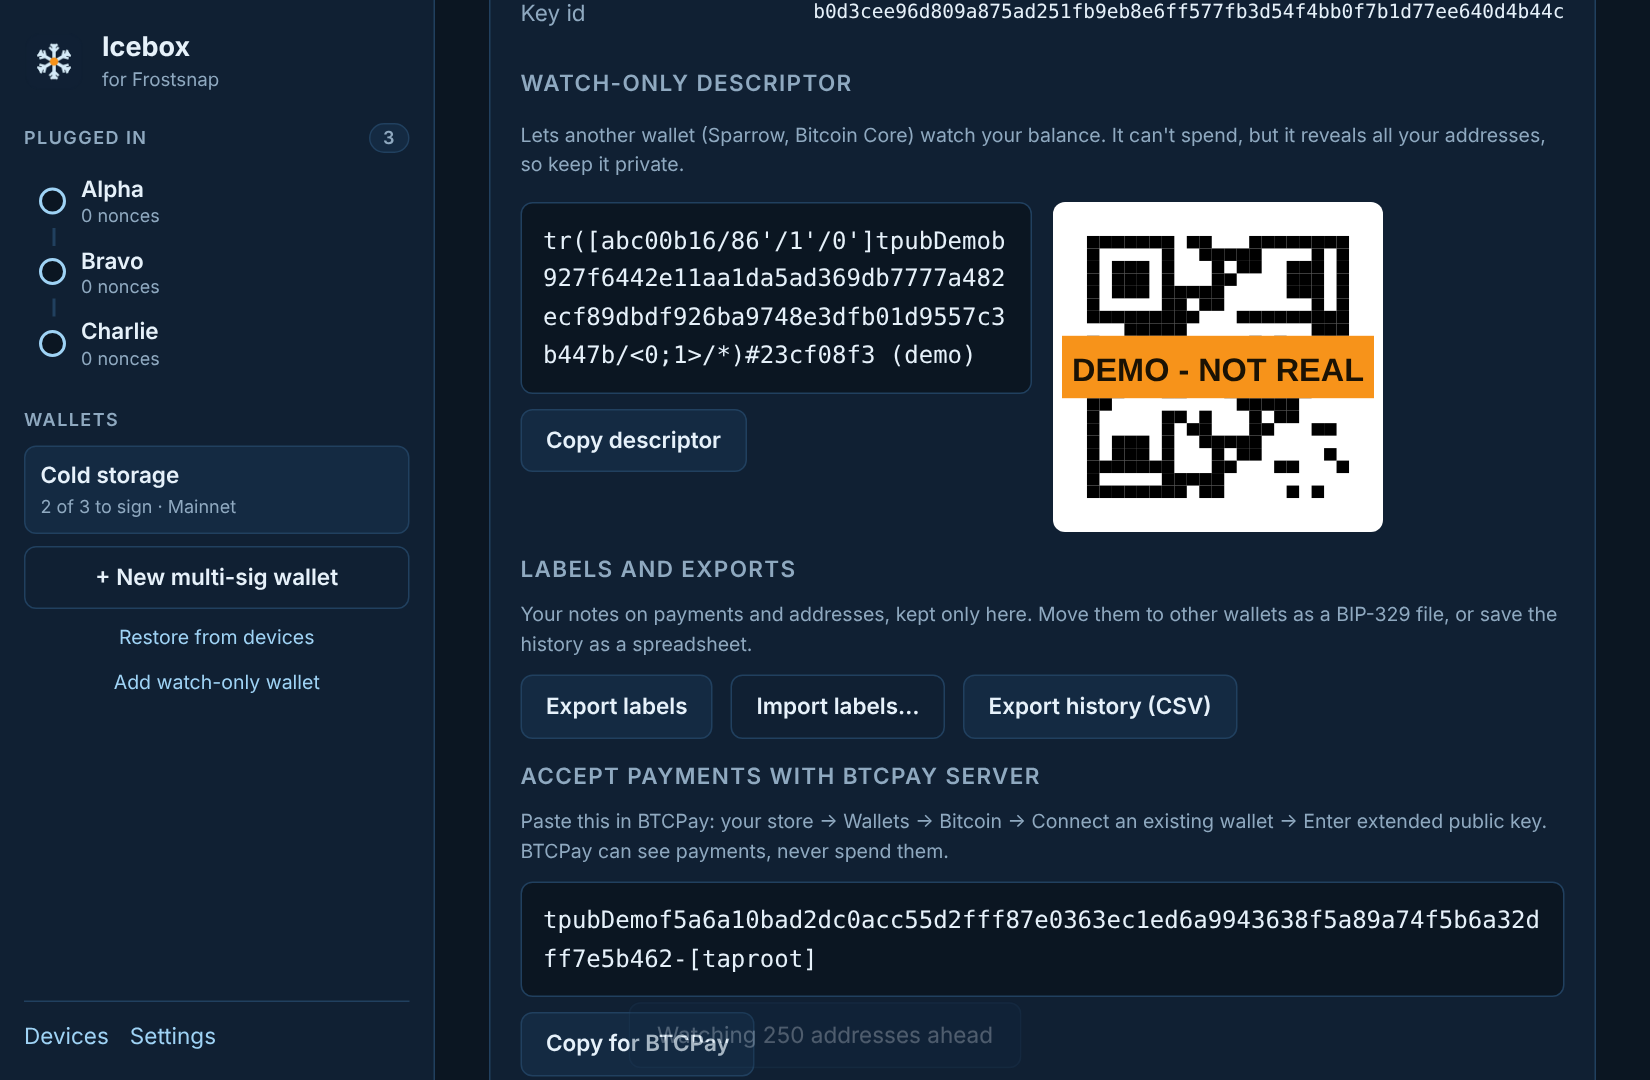 Icebox
for Frostsnap
PLUGGED IN
3
Alpha
0 nonces
Bravo
0 nonces
Charlie
0 nonces
WALLETS
Cold storage
2 of 3 to sign · Mainnet
+ New multi-sig wallet
Restore from devices
Add watch-only wallet
Devices Settings
Key id b0d3cee96d809a875ad251fb9eb8e6ff577fb3d54f4bb0f7b1d77ee640d4b44c
WATCH-ONLY DESCRIPTOR
Lets another wallet (Sparrow, Bitcoin Core) watch your balance. It can't spend, but it reveals all your addresses,
so keep it private.
tr([abc00b16/86'/1'/0']tpubDemob
927f6442e11aa1da5ad369db7777a482
ecf89dbdf926ba9748e3dfb01d9557c3
b447b/<0;1>/*)#23cf08f3 (demo)
DEMO - NOT REAL
Copy descriptor
LABELS AND EXPORTS
Your notes on payments and addresses, kept only here. Move them to other wallets as a BIP-329 file, or save the
history as a spreadsheet.
Export labels
Import labels...
Export history (CSV)
ACCEPT PAYMENTS WITH BTCPAY SERVER
Paste this in BTCPay: your store → Wallets → Bitcoin → Connect an existing wallet → Enter extended public key.
BTCPay can see payments, never spend them.
tpubDemof5a6a10bad2dc0acc55d2fff87e0363ec1ed6a9943638f5a89a74f5b6a32d
ff7e5b462-[taproot]
Copy for BTCPay
Watching 250 addresses ahead